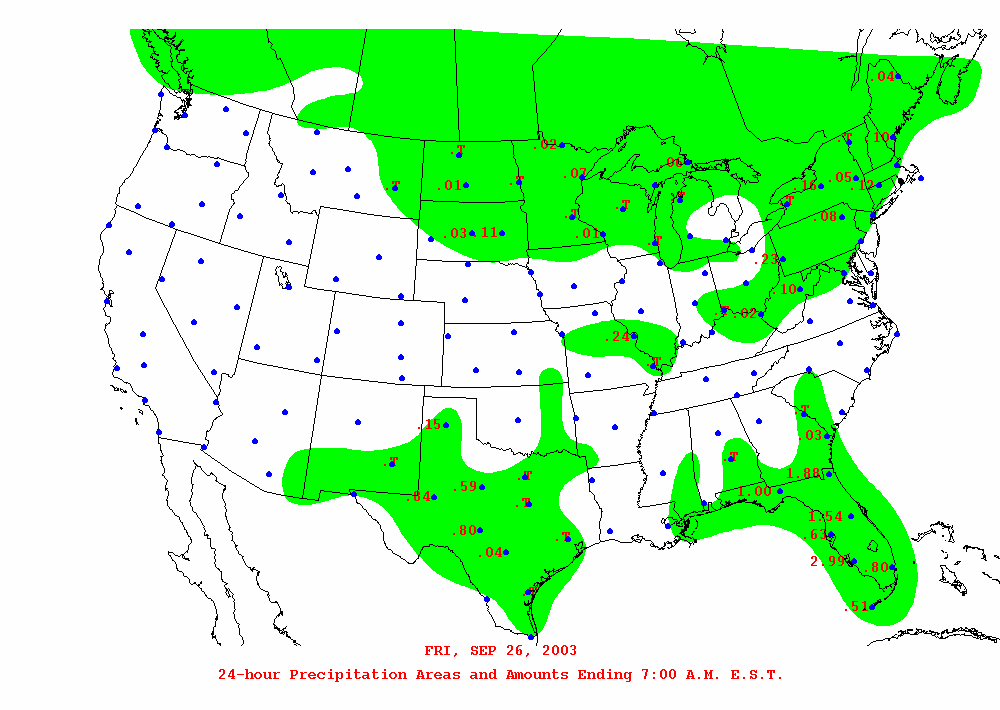 .04
.T .10
.02 .T
.00
.07
.T .01 .T .T .T .16 .05 .12
.T
.T .08
.03 .11 .01 .T
.23
.10
.T .02
.24
.T
.15 .T
.03
.T .T
.T
1.88
.59
.84 1.00
.T
1.54
.80 .63
.T
.04 2.99
.80
T
.51
FRI, SEP 26, 2003
24-hour Precipitation Areas and Amounts Ending 7:00 A.M. E.S.T.